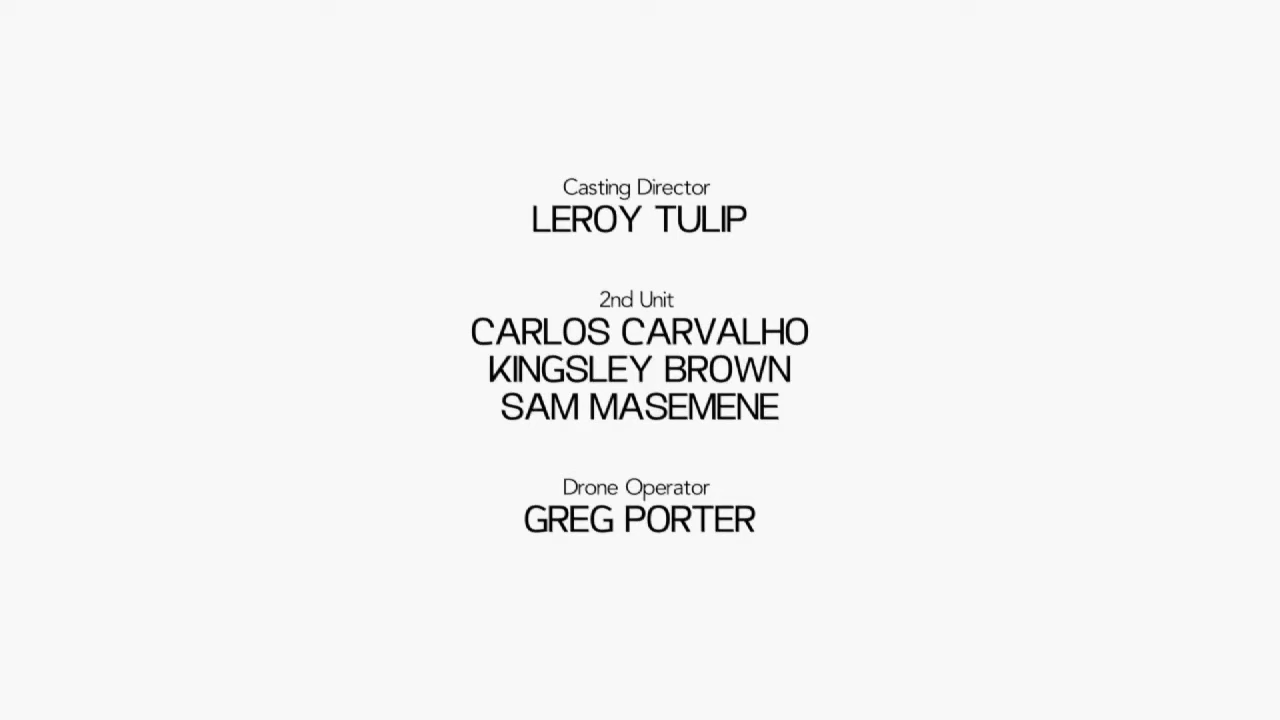 Casting Director
LEROY TULIP
2nd Unit
CARLOS CARVALHO
KINGSLEY BROWN
SAM MASEMENE
Drone Operator
GREG PORTER